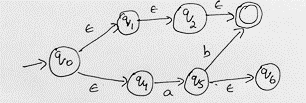 ε q₁ ε q₂ ε
b
q₀
ε q₄ a q₅ ε q₆